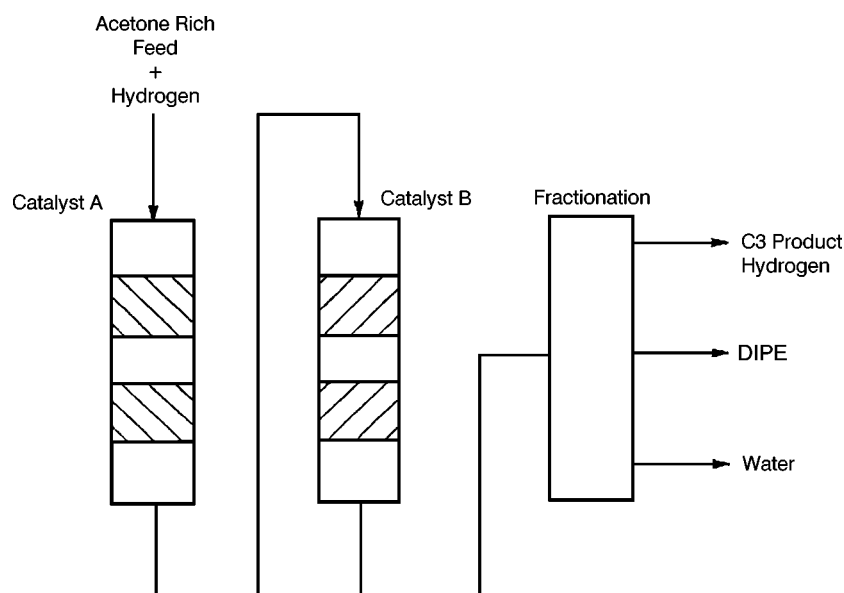 Acetone Rich
Feed
+
Hydrogen
Catalyst A
Catalyst B
Fractionation
C3 Product
Hydrogen
DIPE
Water